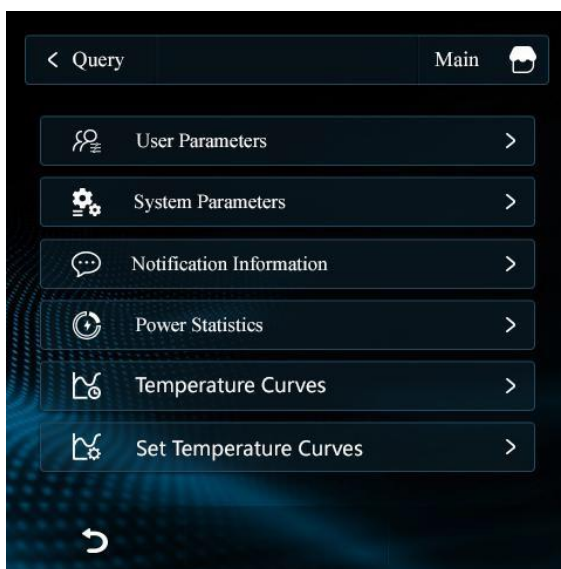 Query
Main
User Parameters
System Parameters
Notification Information
Power Statistics
Temperature Curves
Set Temperature Curves